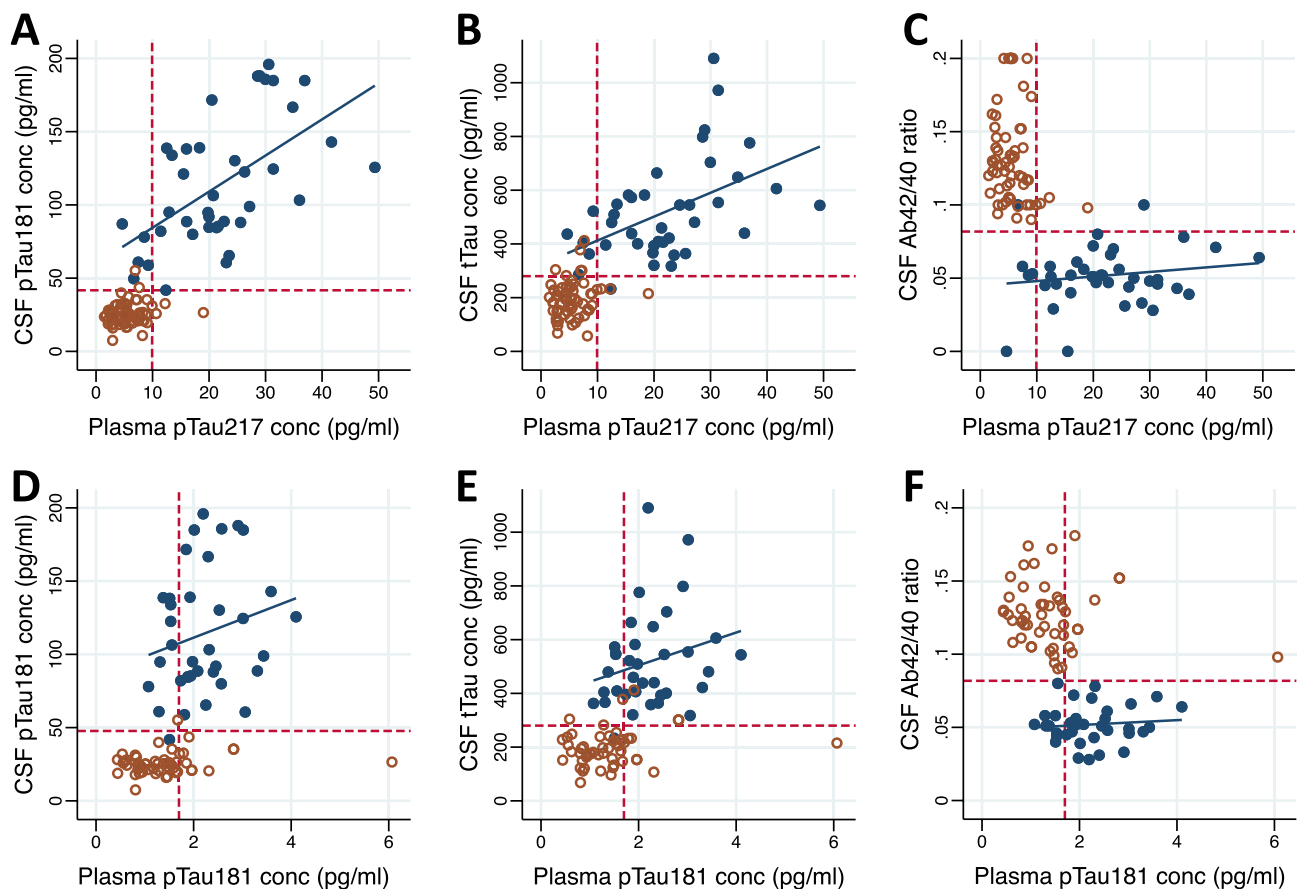 A
CSF pTau181 conc (pg/ml)
200
150
100
50
0
0 10 20 30 40 50
Plasma pTau217 conc (pg/ml)
B
CSF tTau conc (pg/ml)
1000
800
600
400
200
0
0 10 20 30 40 50
Plasma pTau217 conc (pg/ml)
C
CSF Ab42/40 ratio
.2
.15
.1
.05
0
0 10 20 30 40 50
Plasma pTau217 conc (pg/ml)
D
CSF pTau181 conc (pg/ml)
200
150
100
50
0
0 2 4 6
Plasma pTau181 conc (pg/ml)
E
CSF tTau conc (pg/ml)
1000
800
600
400
200
0
0 2 4 6
Plasma pTau181 conc (pg/ml)
F
CSF Ab42/40 ratio
.2
.15
.1
.05
0
0 2 4 6
Plasma pTau181 conc (pg/ml)